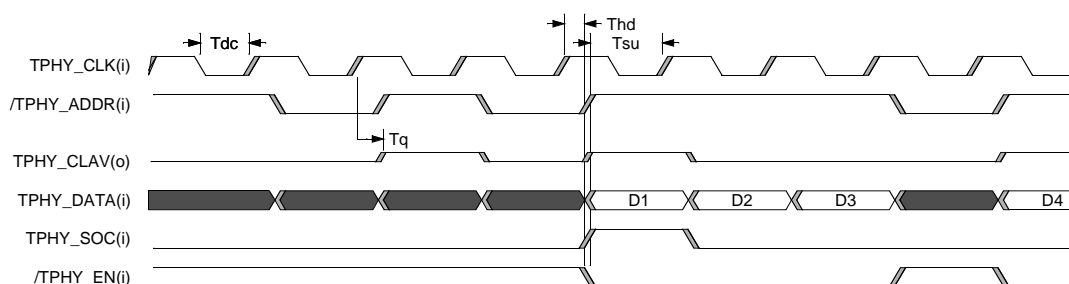 Thd
Tdc
Tsu
TPHY_CLK(i)
/TPHY_ADDR(i)
Tq
TPHY_CLAV(o)
TPHY_DATA(i)
D1
D2
D3
D4
TPHY_SOC(i)
/TPHY_EN(i)